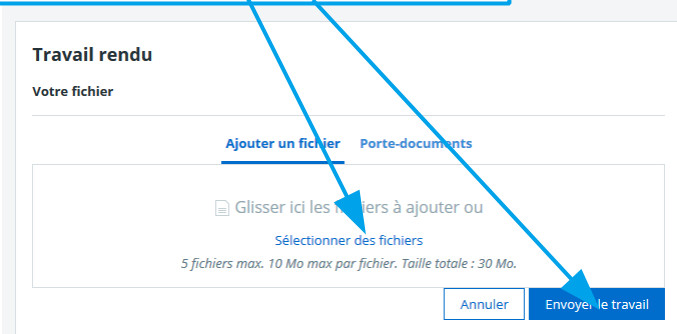 Travail rendu
Votre fichier
Ajouter un fichier Porte-documents
Glisser ici les fichiers à ajouter ou
Sélectionner des fichiers
5 fichiers max. 10 Mo max par fichier. Taille totale : 30 Mo.
Annuler Envoyer le travail